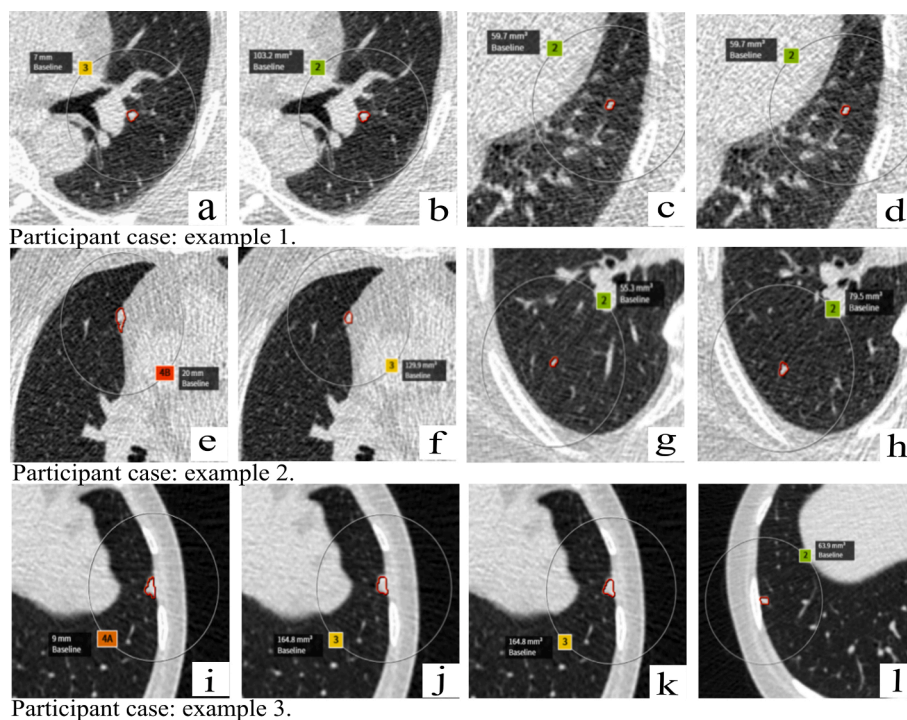 7 mm
Baseline
3
a
103.2 mm³
Baseline
2
b
59.7 mm³
Baseline
2
c
59.7 mm³
Baseline
2
d
Participant case: example 1.
4B
20 mm
Baseline
e
3
129.9 mm³
Baseline
f
2
55.3 mm³
Baseline
g
2
79.5 mm³
Baseline
h
Participant case: example 2.
9 mm
Baseline
4A
i
164.8 mm³
Baseline
3
j
164.8 mm³
Baseline
3
k
63.9 mm³
Baseline
2
l
Participant case: example 3.